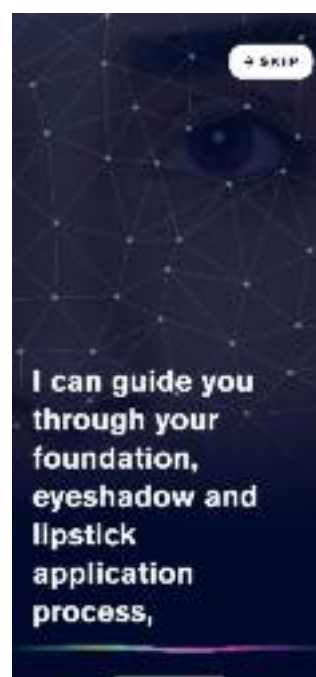 → SKIP
I can guide you
through your
foundation,
eyeshadow and
lipstick
application
process,